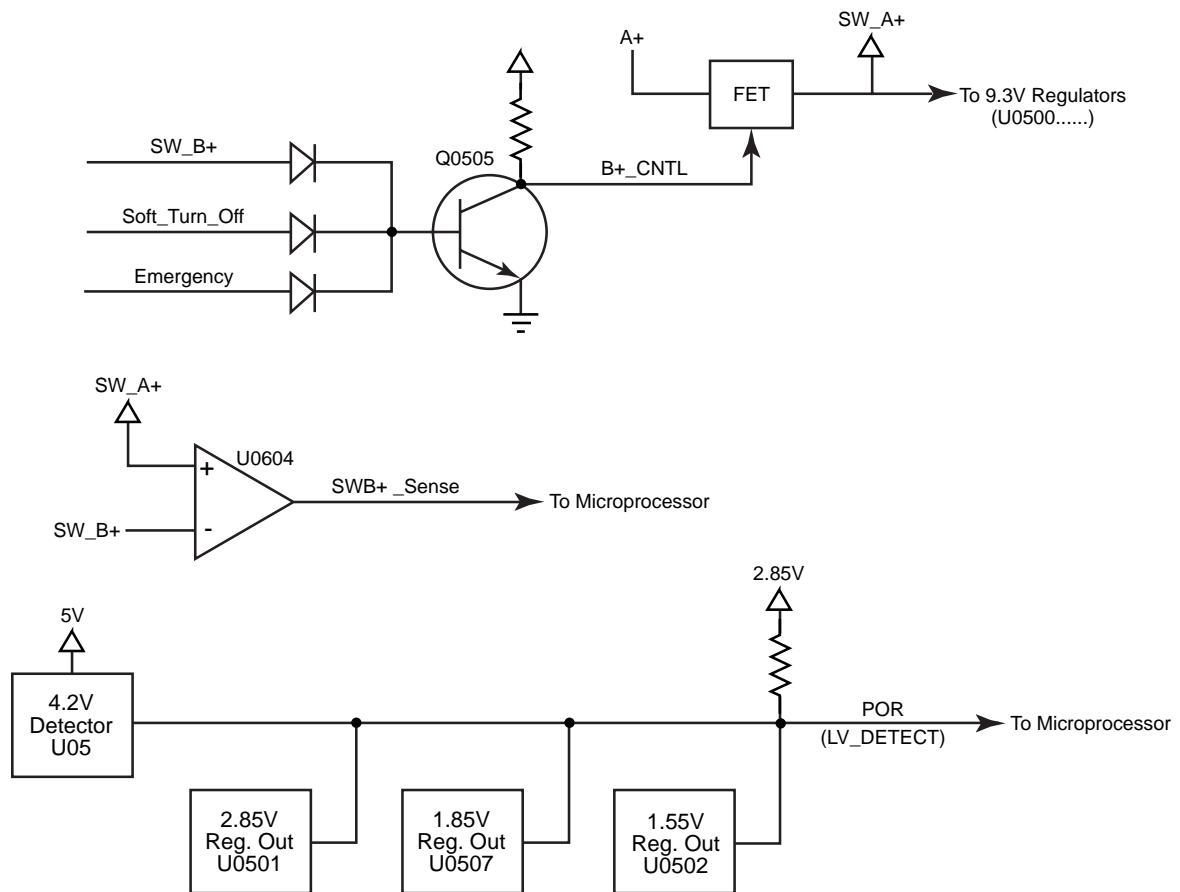 SW_A+
A+
FET
To 9.3V Regulators
(U0500......)
SW_B+
Q0505
B+_CNTL
Soft_Turn_Off
Emergency
SW_A+
+
U0604
SWB+ _Sense
To Microprocessor
SW_B+
-
2.85V
5V
4.2V
Detector
U05
POR
(LV_DETECT)
To Microprocessor
2.85V
Reg. Out
U0501
1.85V
Reg. Out
U0507
1.55V
Reg. Out
U0502